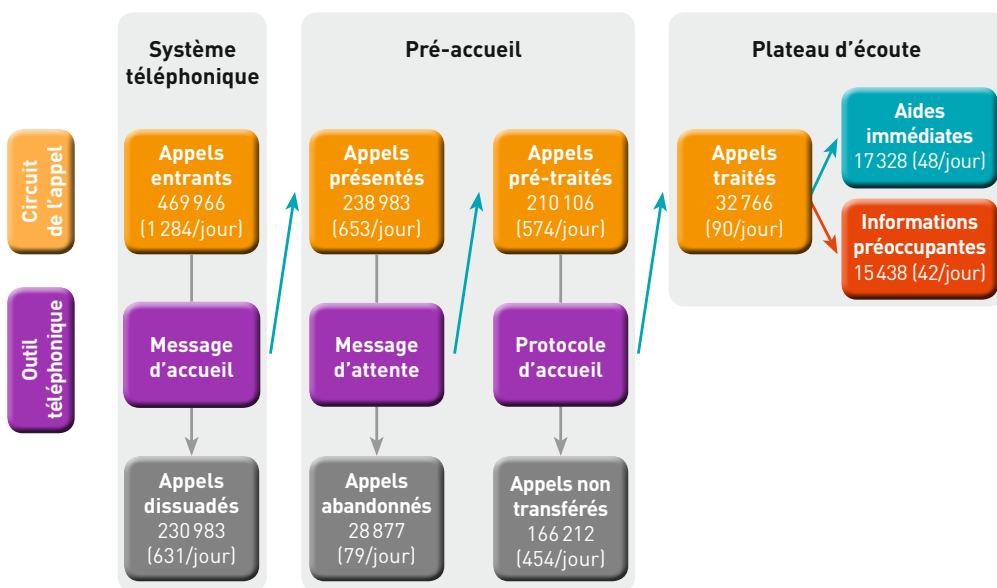 Système
téléphonique
Pré-accueil
Plateau d’écoute
Circuit
de l’appel
Appels
entrants
469 966
(1 284/jour)
Appels
présentés
238 983
(653/jour)
Appels
pré-traités
210 106
(574/jour)
Appels
traités
32 766
(90/jour)
Aides
immédiates
17 328 (48/jour)
Informations
préoccupantes
15 438 (42/jour)
Outil
téléphonique
Message
d’accueil
Message
d’attente
Protocole
d’accueil
Appels
dissuadés
230 983
(631/jour)
Appels
abandonnés
28 877
(79/jour)
Appels non
transférés
166 212
(454/jour)